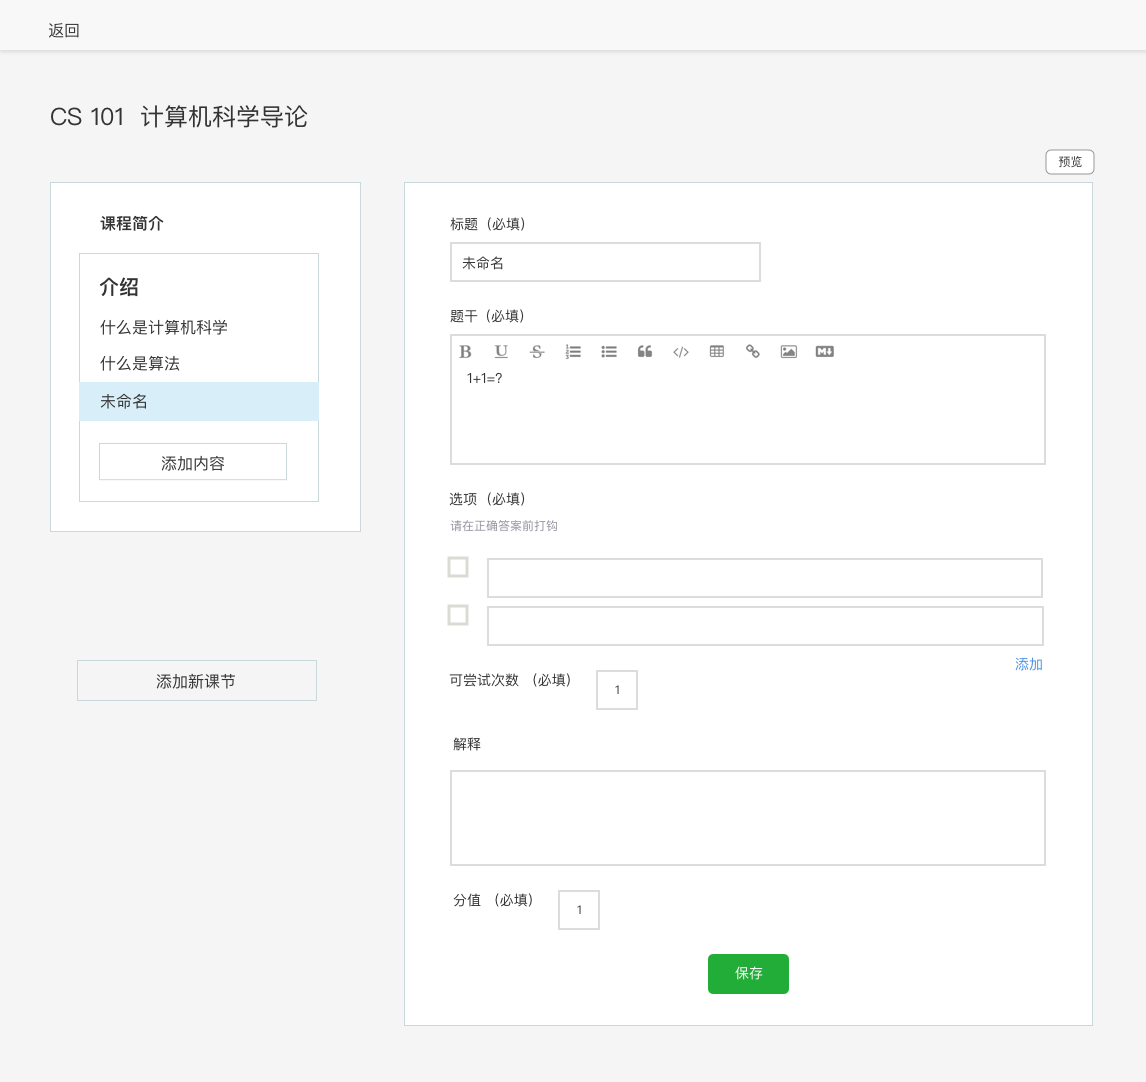 返回
CS 101 计算机科学导论
预览
课程简介
介绍
什么是计算机科学
什么是算法
未命名
添加内容
添加新课节
标题（必填）
未命名
题干（必填）
B U S </> M
1+1=?
选项（必填）
请在正确答案前打钩
添加
可尝试次数 （必填） 1
解释
分值 （必填） 1
保存